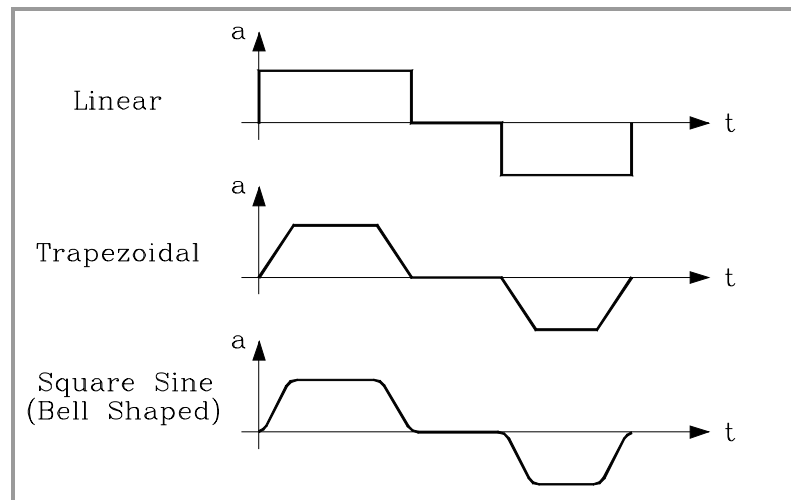 a
Linear
t
a
Trapezoidal
t
a
Square Sine
(Bell Shaped)
t